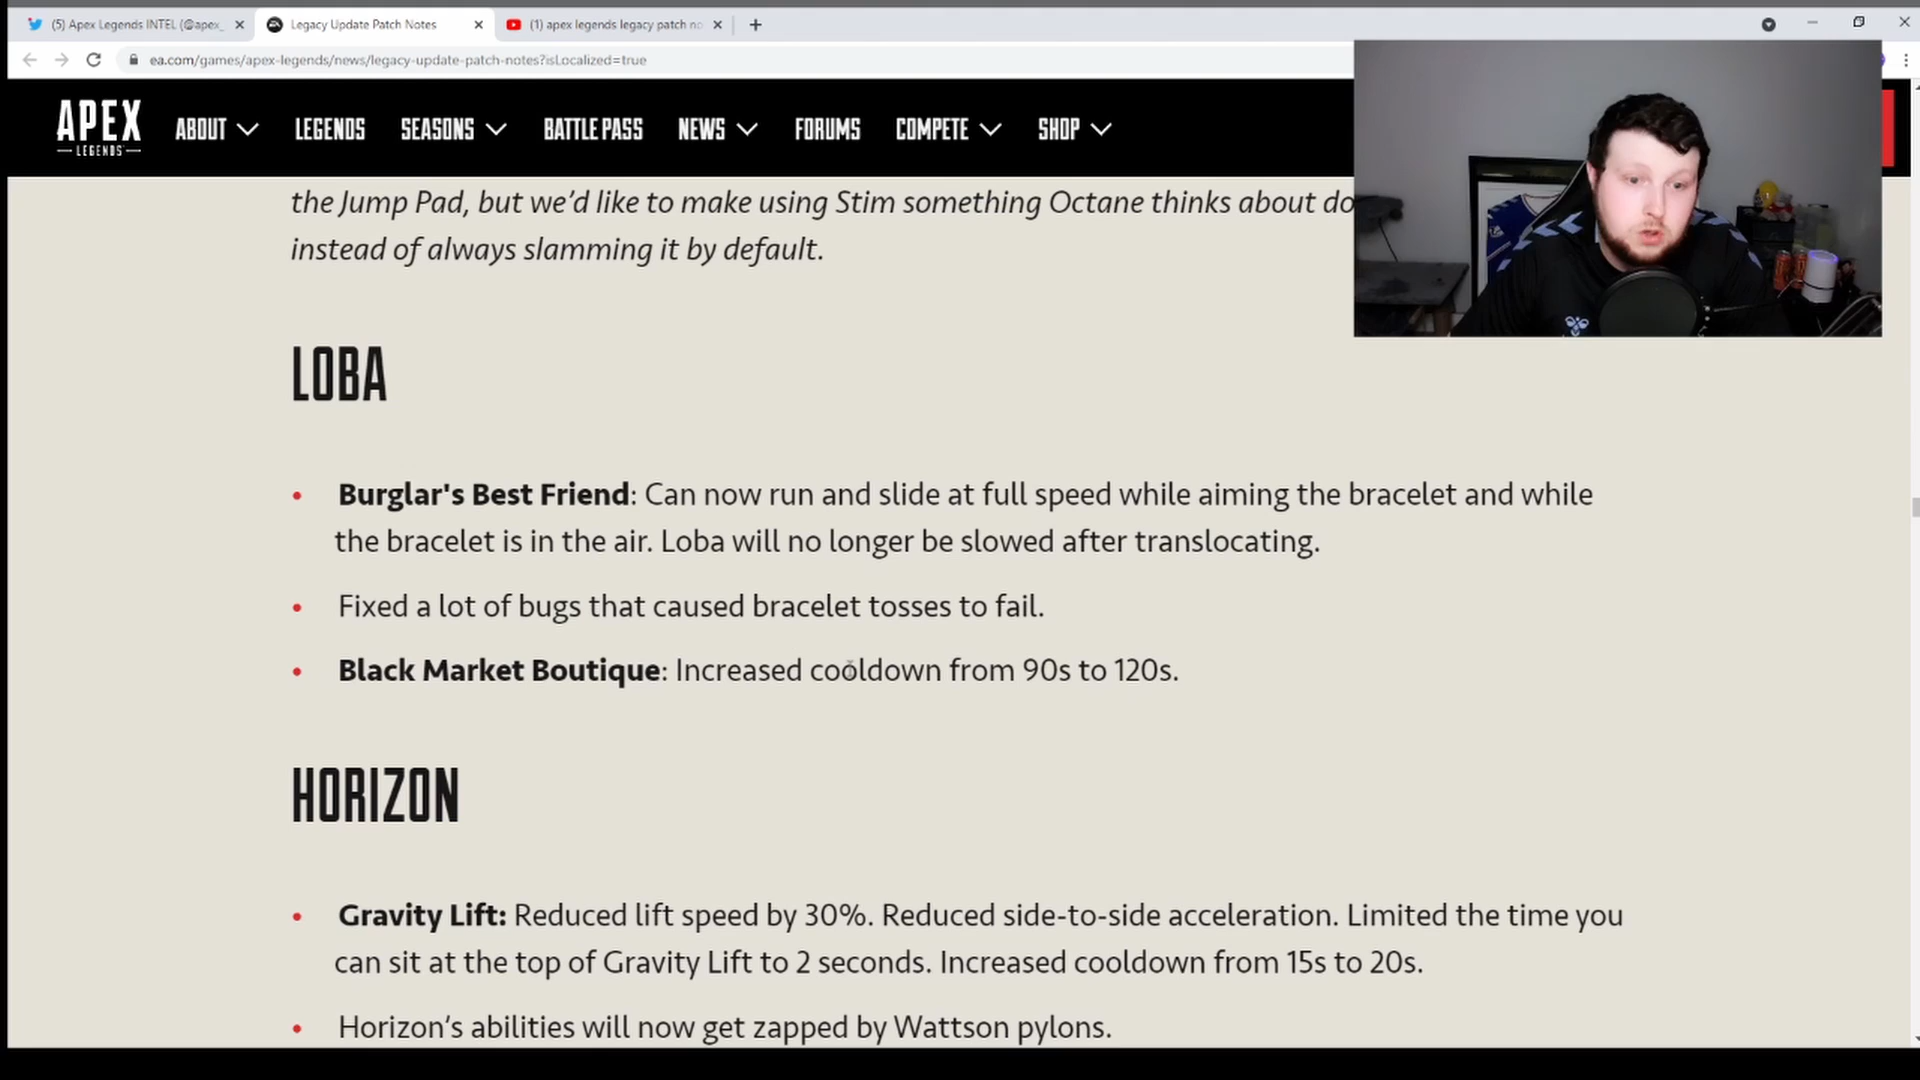 (5) Apex Legends INTEL (@apex_
Legacy Update Patch Notes
(1) apex legends legacy patch no
ea.com/games/apex-legends/news/legacy-update-patch-notes?isLocalized=true
APEX
LEGENDS
ABOUT
LEGENDS
SEASONS
BATTLE PASS
NEWS
FORUMS
COMPETE
SHOP
the Jump Pad, but we'd like to make using Stim something Octane thinks about do
instead of always slamming it by default.
LOBA
• Burglar's Best Friend: Can now run and slide at full speed while aiming the bracelet and while
the bracelet is in the air. Loba will no longer be slowed after translocating.
• Fixed a lot of bugs that caused bracelet tosses to fail.
• Black Market Boutique: Increased cooldown from 90s to 120s.
HORIZON
• Gravity Lift: Reduced lift speed by 30%. Reduced side-to-side acceleration. Limited the time you
can sit at the top of Gravity Lift to 2 seconds. Increased cooldown from 15s to 20s.
• Horizon's abilities will now get zapped by Wattson pylons.